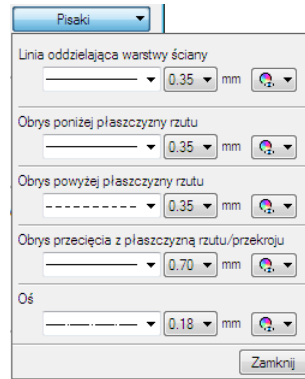 Pisaki
Linia oddzielająca warstwy ściany
0.35 mm
Obrys poniżej płaszczyzny rzutu
0.35 mm
Obrys powyżej płaszczyzny rzutu
0.35 mm
Obrys przecięcia z płaszczyzną rzutu/przekroju
0.70 mm
Oś
0.18 mm
Zamknij